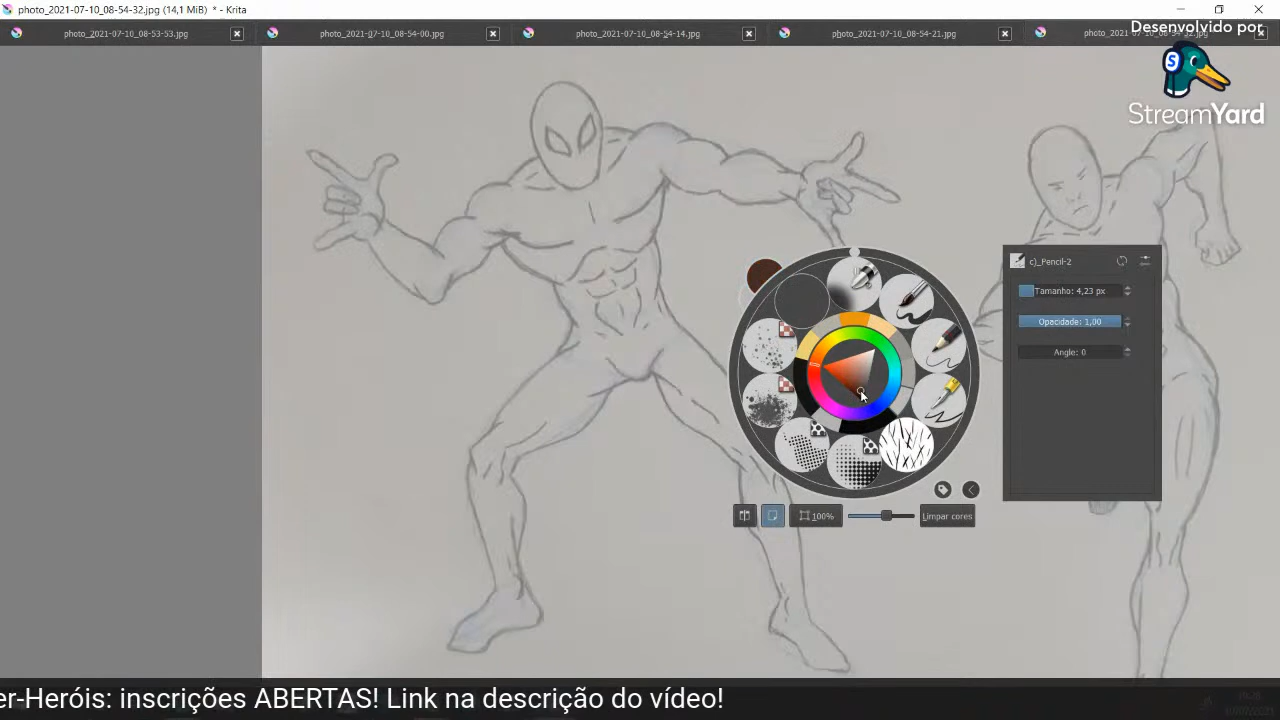 photo_2021-07-10_08-54-32.jpg (14,1 MiB) * - Krita
photo_2021-07-10_08-53-53.jpg
photo_2021-07-10_08-54-00.jpg
photo_2021-07-10_08-54-14.jpg
photo_2021-07-10_08-54-21.jpg
Desenvolvido por
S
StreamYard
c)_Pencil-2
Tamanho: 4,23 px
Opacidade: 1,00
Angle: 0
100%
Limpar cores
er-Heróis: inscrições ABERTAS! Link na descrição do vídeo!